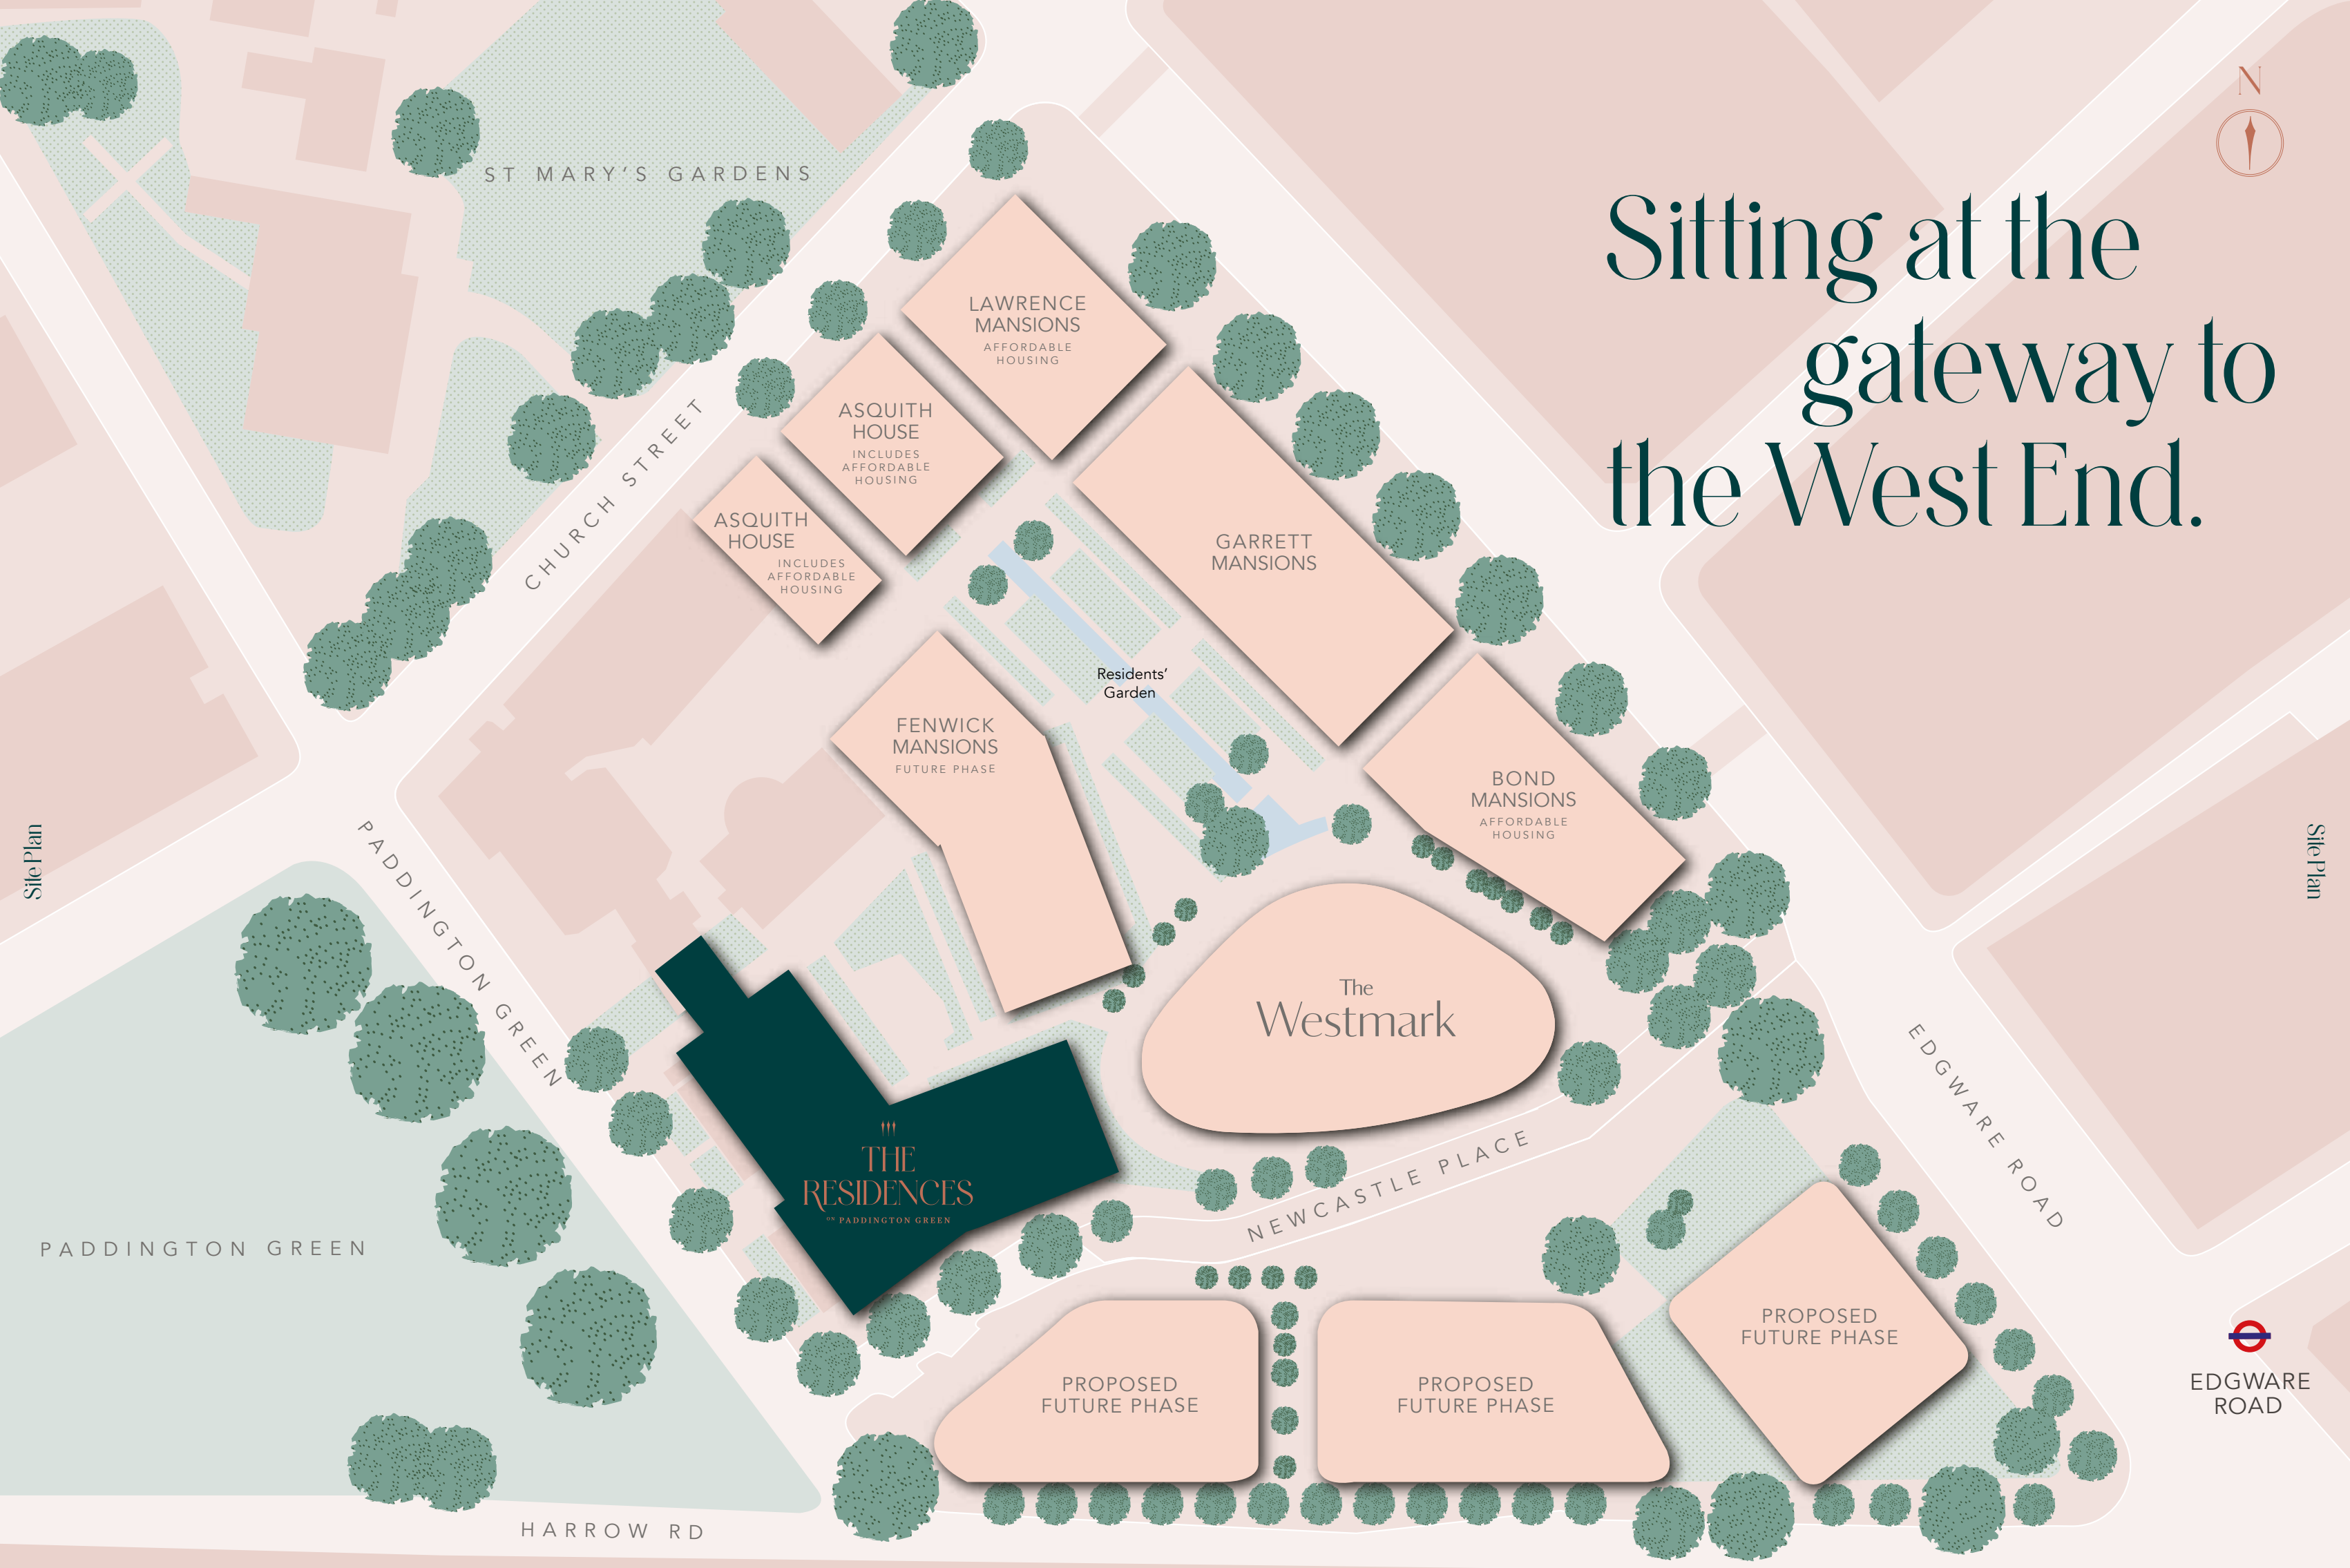 N
Sitting at the
gateway to
the West End.
ST MARY'S GARDENS
LAWRENCE
MANSIONS
AFFORDABLE
HOUSING
ASQUITH
HOUSE
INCLUDES
AFFORDABLE
HOUSING
CHURCH STREET
ASQUITH
HOUSE
INCLUDES
AFFORDABLE
HOUSING
GARRETT
MANSIONS
Residents'
Garden
FENWICK
MANSIONS
FUTURE PHASE
BOND
MANSIONS
AFFORDABLE
HOUSING
Site Plan
Site Plan
PADDINGTON GREEN
The
Westmark
EDGWARE ROAD
THE
RESIDENCES
ON PADDINGTON GREEN
NEWCASTLE PLACE
PADDINGTON GREEN
PROPOSED
FUTURE PHASE
PROPOSED
FUTURE PHASE
PROPOSED
FUTURE PHASE
EDGWARE
ROAD
HARROW RD